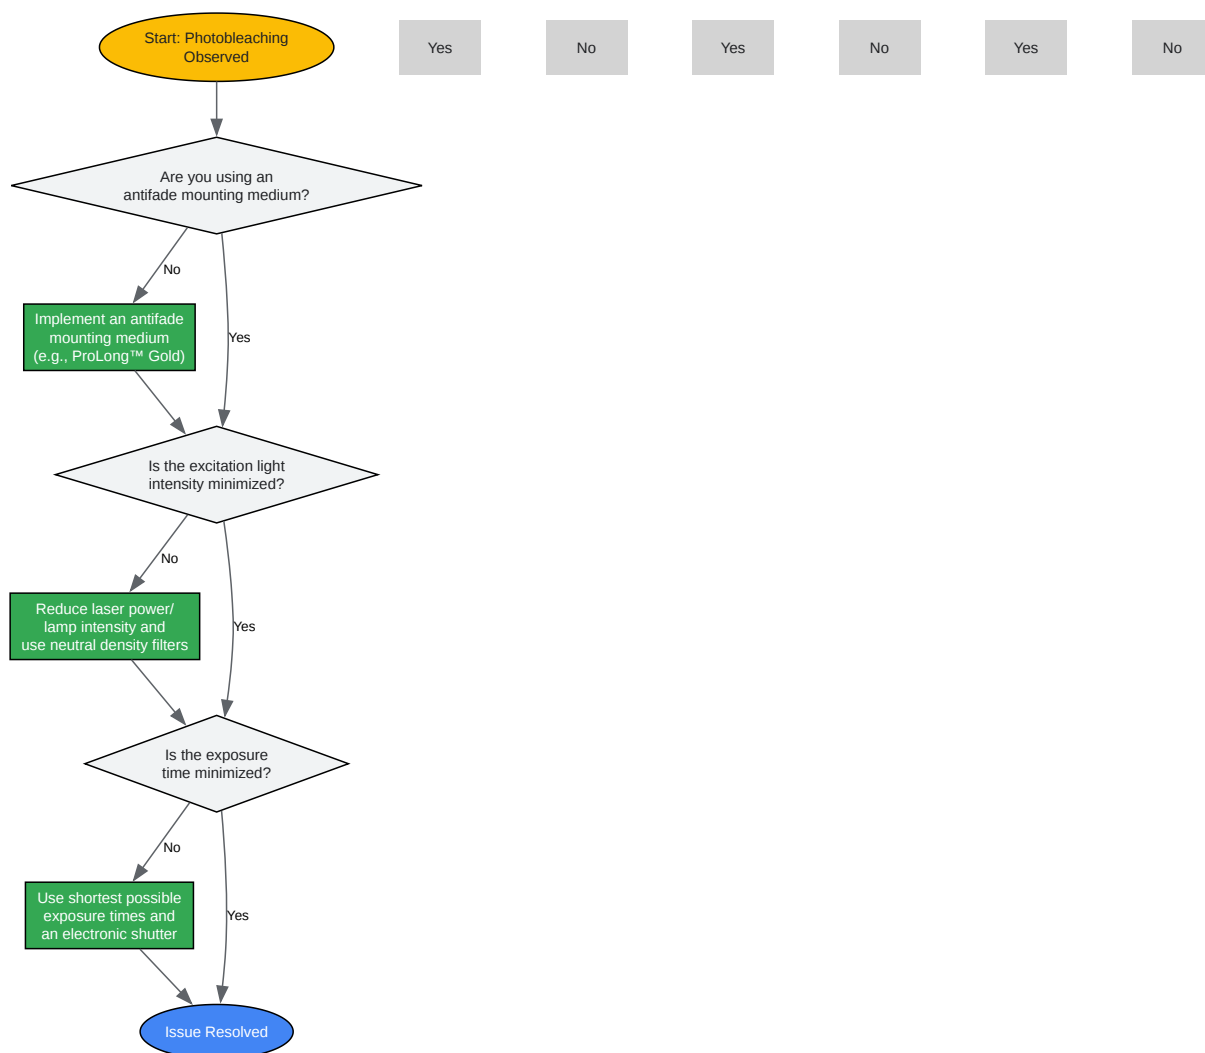 Start: Photobleaching
Observed
Yes
No
Yes
No
Yes
No
Are you using an
antifade mounting medium?
No
Implement an antifade
mounting medium
(e.g., ProLong™ Gold)
Yes
Is the excitation light
intensity minimized?
No
Reduce laser power/
lamp intensity and
use neutral density filters
Yes
Is the exposure
time minimized?
No
Use shortest possible
exposure times and
an electronic shutter
Yes
Issue Resolved